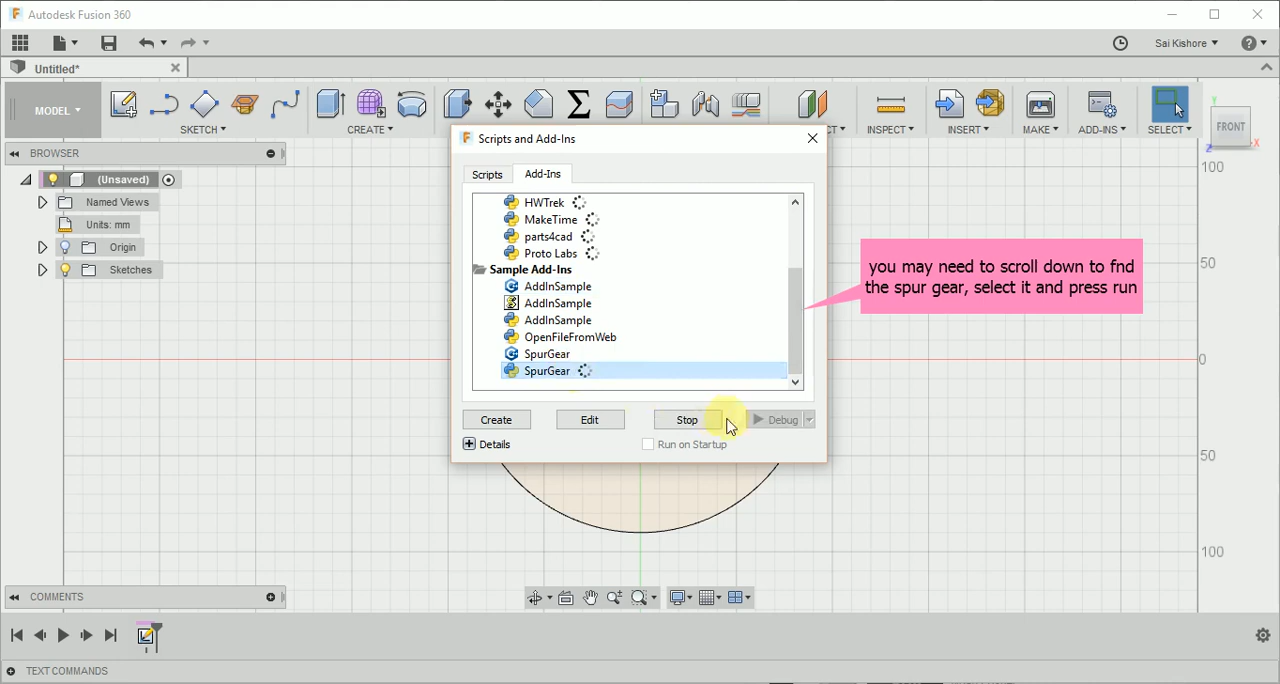 Autodesk Fusion 360
Sai Kishore
Untitled*
MODEL
SKETCH
CREATE
INSPECT
INSERT
MAKE
ADD-INS
SELECT
FRONT
BROWSER
(Unsaved)
Named Views
Units: mm
Origin
Sketches
Scripts and Add-Ins
Scripts
Add-Ins
HWTrek
MakeTime
parts4cad
Proto Labs
Sample Add-Ins
AddInSample
AddInSample
AddInSample
OpenFileFromWeb
SpurGear
SpurGear
Create
Edit
Stop
Debug
Details
Run on Startup
you may need to scroll down to fnd
the spur gear, select it and press run
100
50
0
50
100
COMMENTS
TEXT COMMANDS